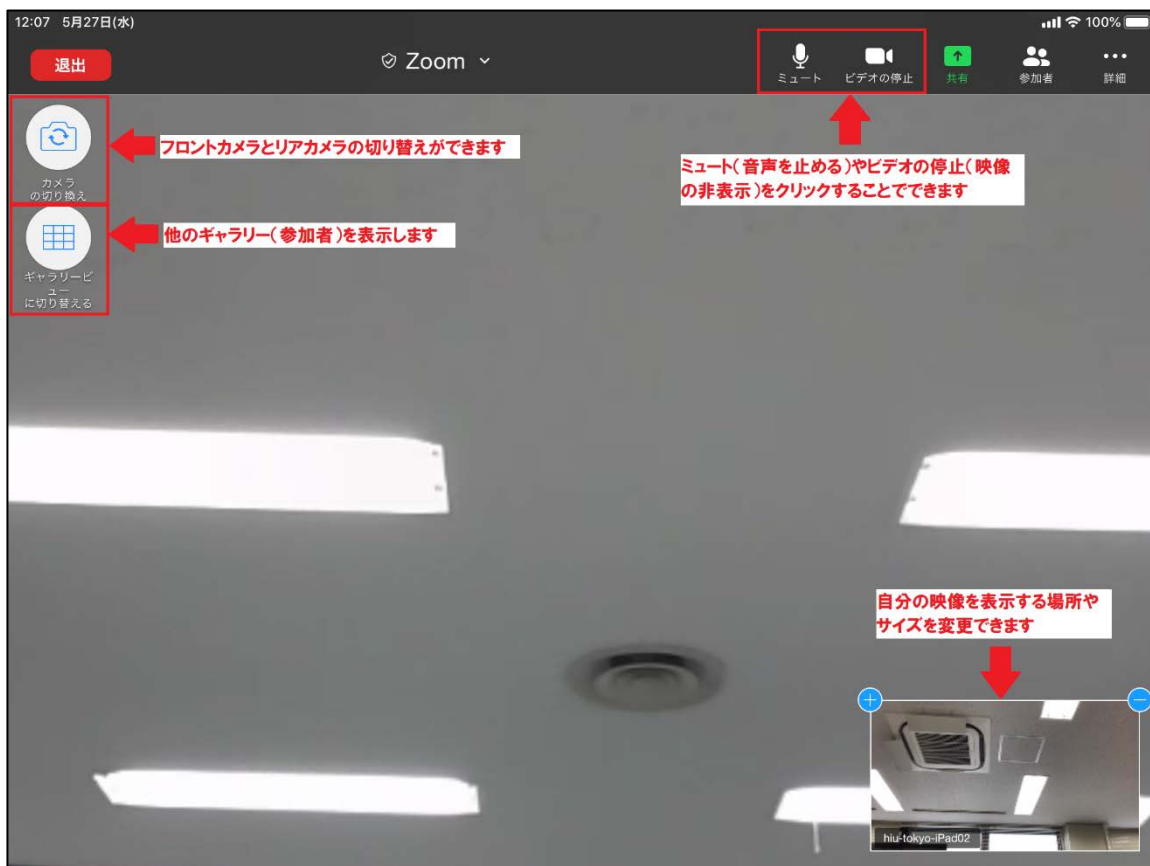 12:07 5月27日(水)
100%
退出
Zoom
ミュート
ビデオの停止
共有
参加者
詳細
カメラ
の切り換え
フロントカメラとリアカメラの切り替えができます
ミュート(音声を止める)やビデオの停止(映像
の非表示)をクリックすることでできます
ギャラリービ
ュー
に切り替える
他のギャラリー(参加者)を表示します
自分の映像を表示する場所や
サイズを変更できます
hiu-tokyo-iPad02